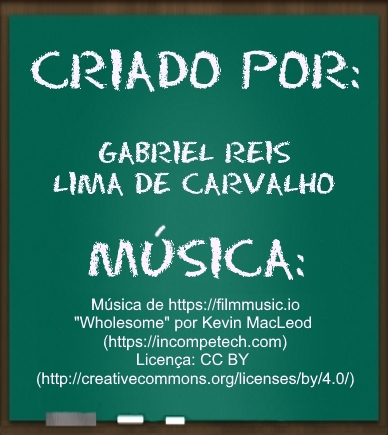 CRIADO POR:
GABRIEL REIS
LIMA DE CARVALHO
MÚSICA:
Música de https://filmmusic.io
"Wholesome" por Kevin MacLeod
(https://incompetech.com)
Licença: CC BY
(http://creativecommons.org/licenses/by/4.0/)